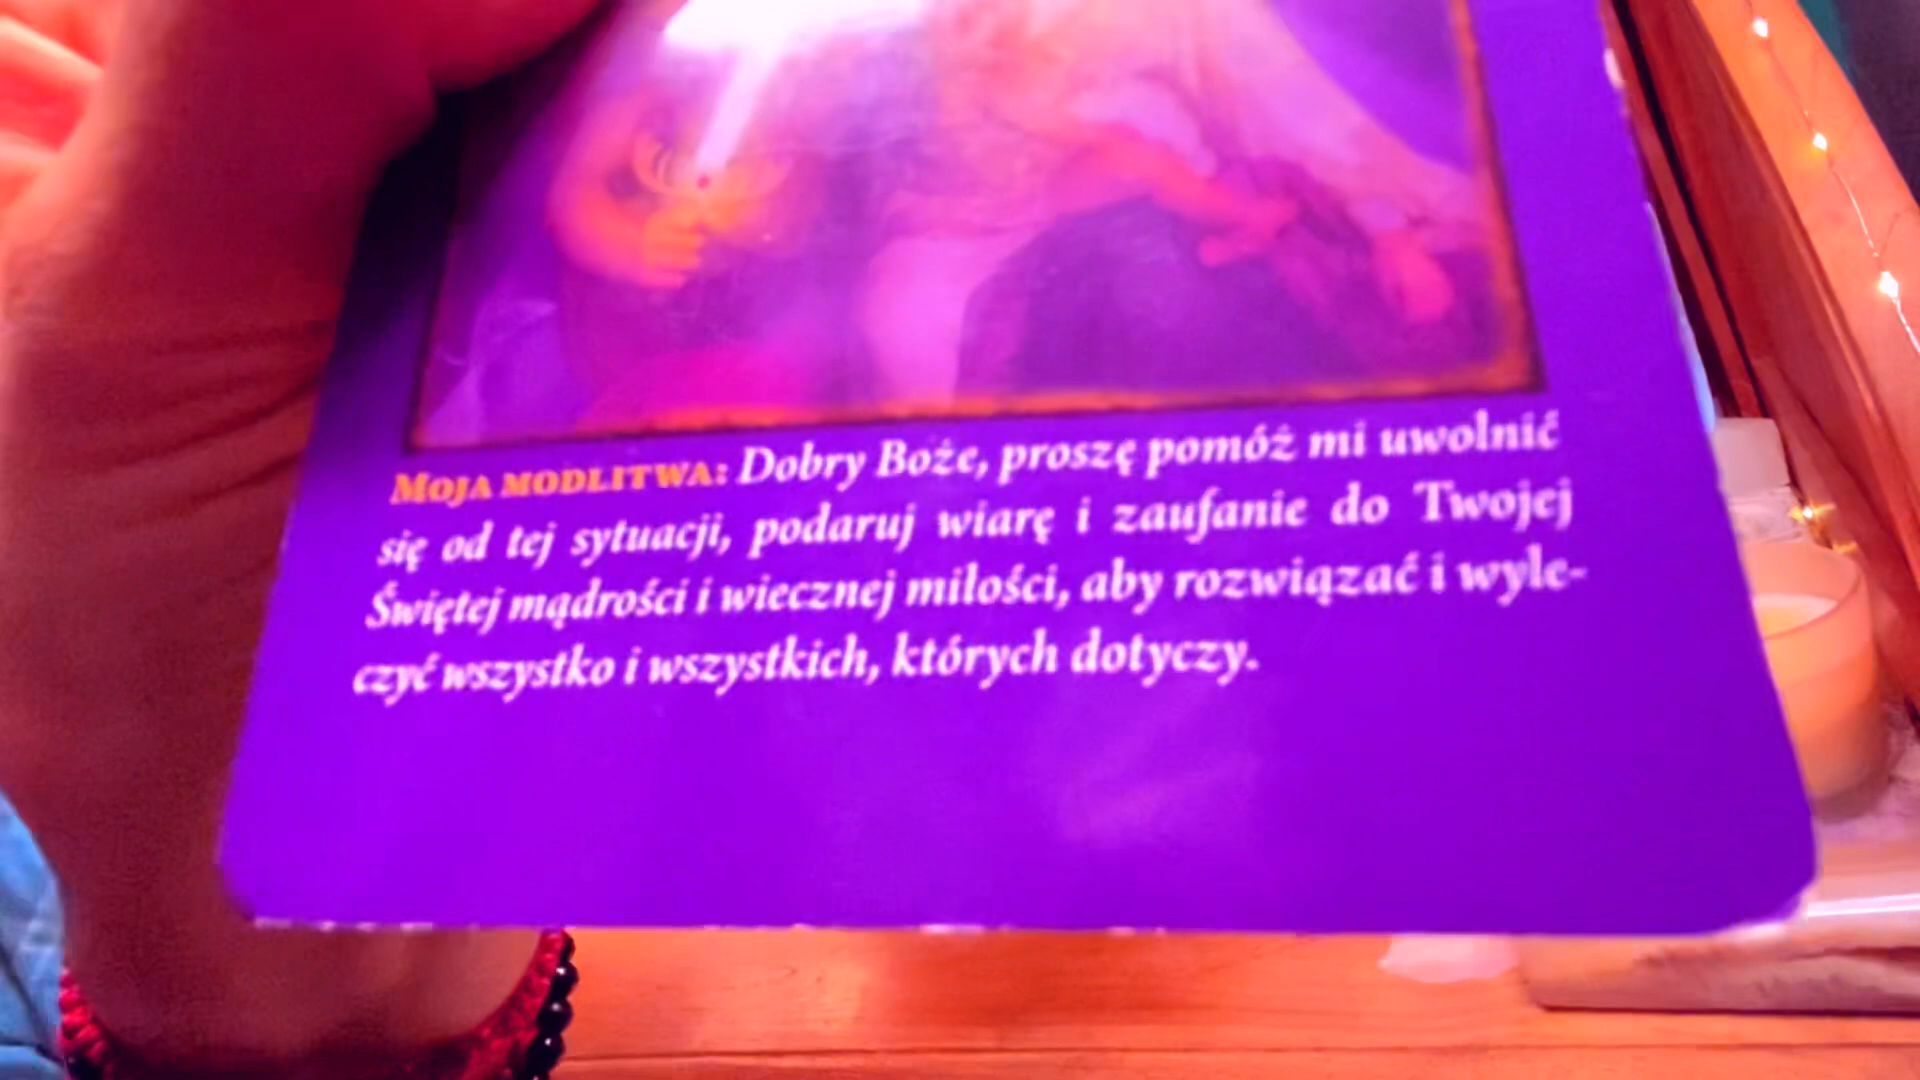 MOJA MODLITWA: Dobry Boże, proszę pomóż mi uwolnić
się od tej sytuacji, podaruj wiarę i zaufanie do Twojej
Świętej mądrości i wiecznej miłości, aby rozwiązać i wyle-
czyć wszystko i wszystkich, których dotyczy.